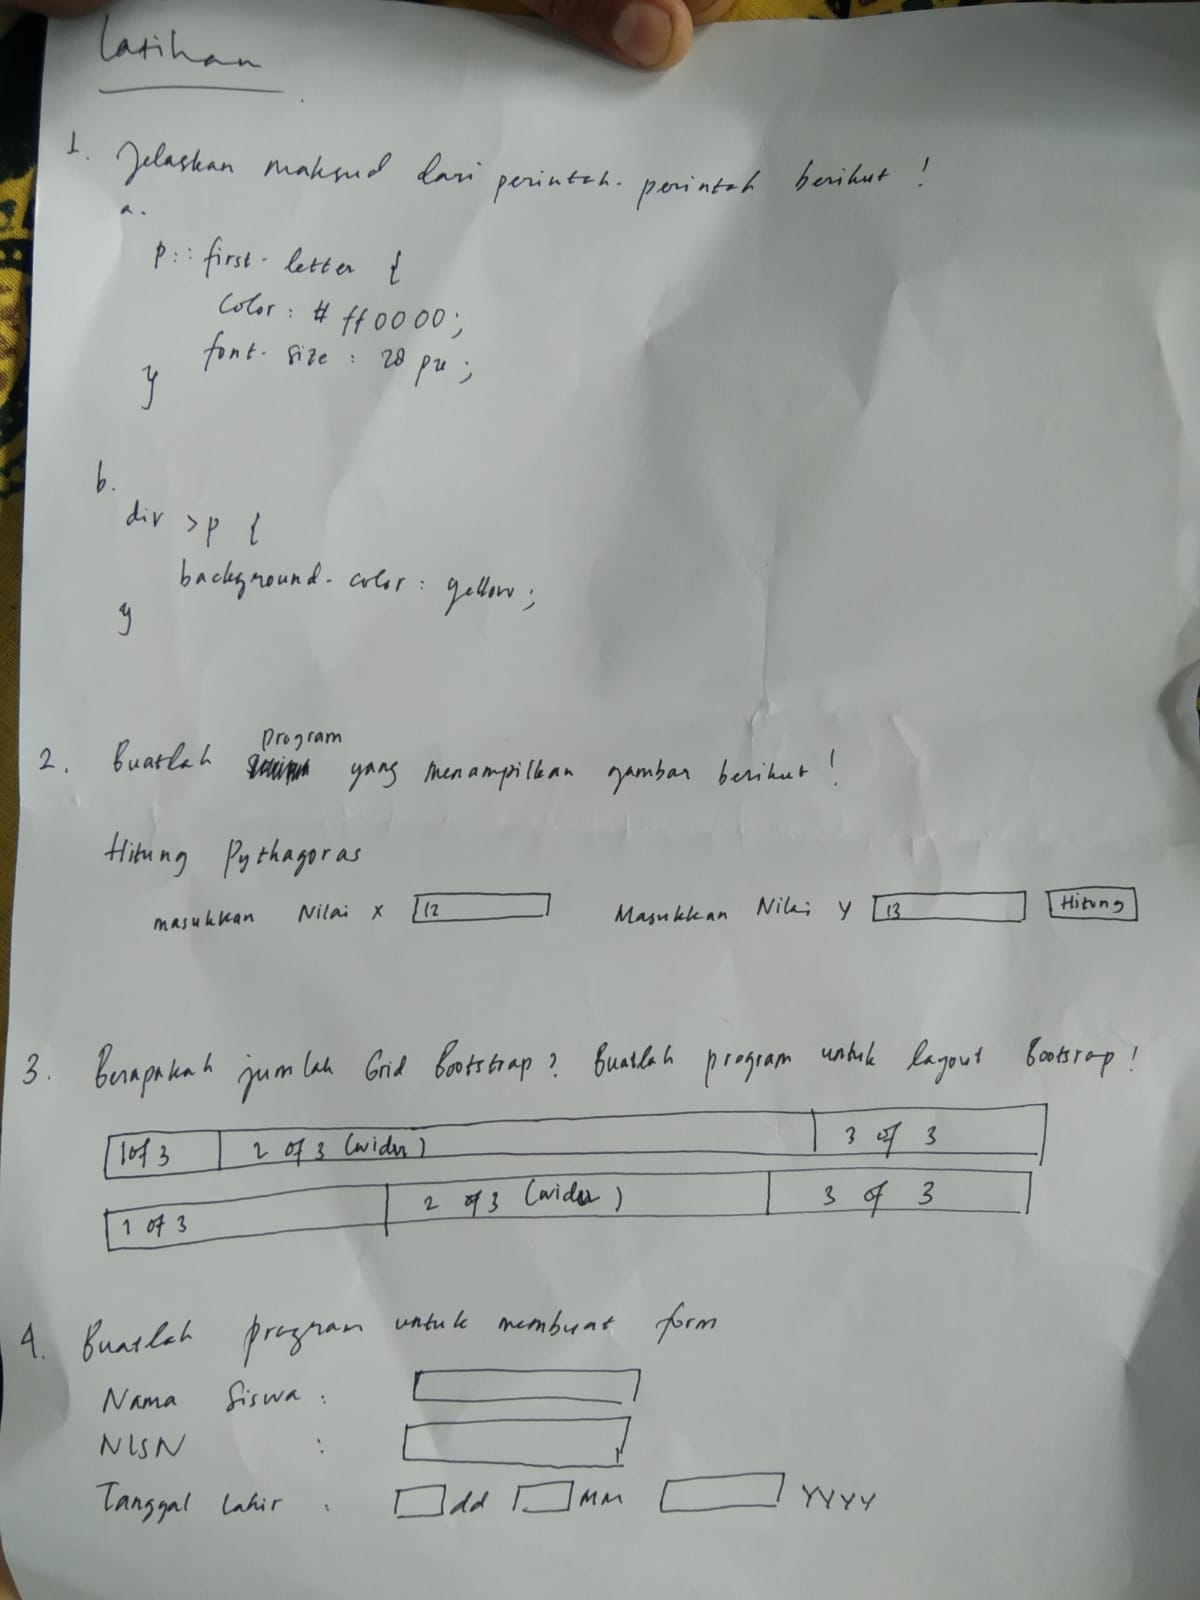 Latihan
1. Jelaskan maksud dari perintah-perintah berikut!
a.
p::first-letter {
color: #ff0000;
font-size: 28 px;
}
b.
div >p {
background-color: yellow;
}
2. Buatlah program yang menampilkan gambar berikut!
Hitung Pythagoras
masukkan Nilai x 12 Masukkan Nilai y 13 Hitung
3. Berapakah jumlah Grid Bootstrap? Buatlah program untuk layout Bootsrap!
1 of 3 2 of 3 (wider) 3 of 3
1 of 3 2 of 3 (wider) 3 of 3
4. Buatlah program untuk membuat form
Nama Siswa :
NISN :
Tanggal Lahir : dd MM YYYY